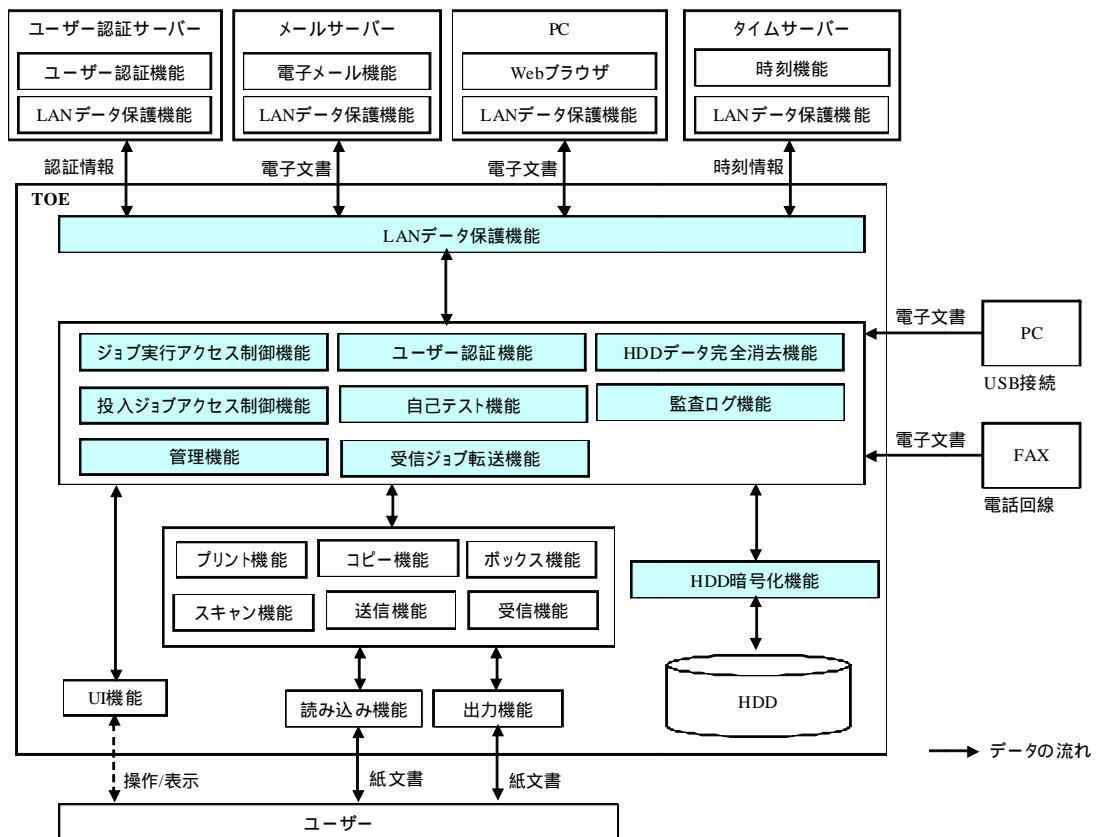 ユーザー認証サーバー
メールサーバー
PC
タイムサーバー
ユーザー認証機能
電子メール機能
Webブラウザ
時刻機能
LANデータ保護機能
LANデータ保護機能
LANデータ保護機能
LANデータ保護機能
認証情報
電子文書
電子文書
時刻情報
TOE
LANデータ保護機能
ジョブ実行アクセス制御機能
ユーザー認証機能
HDDデータ完全消去機能
投入ジョブアクセス制御機能
自己テスト機能
監査ログ機能
管理機能
受信ジョブ転送機能
電子文書
PC
USB接続
電子文書
FAX
電話回線
プリント機能
コピー機能
ボックス機能
スキャン機能
送信機能
受信機能
HDD暗号化機能
HDD
UI機能
読み込み機能
出力機能
データの流れ
操作/表示
紙文書
紙文書
ユーザー